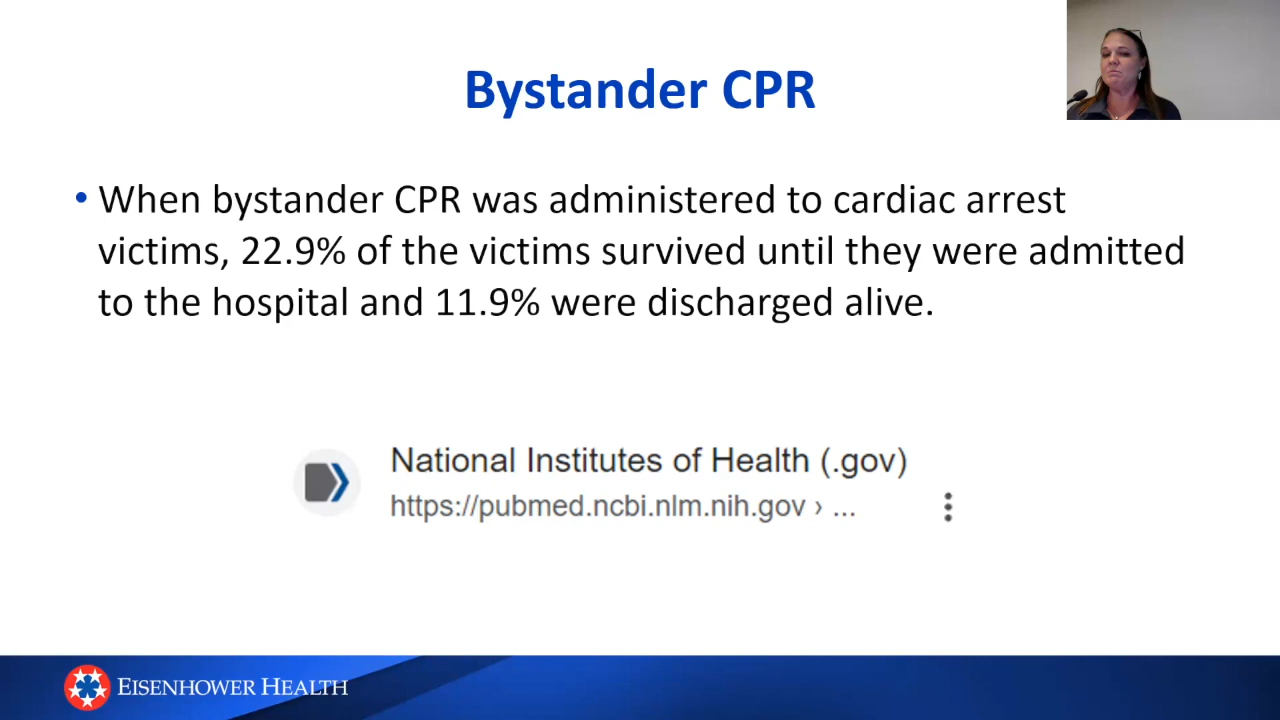 Bystander CPR
• When bystander CPR was administered to cardiac arrest
victims, 22.9% of the victims survived until they were admitted
to the hospital and 11.9% were discharged alive.
National Institutes of Health (.gov)
https://pubmed.ncbi.nlm.nih.gov › ...
EISENHOWER HEALTH